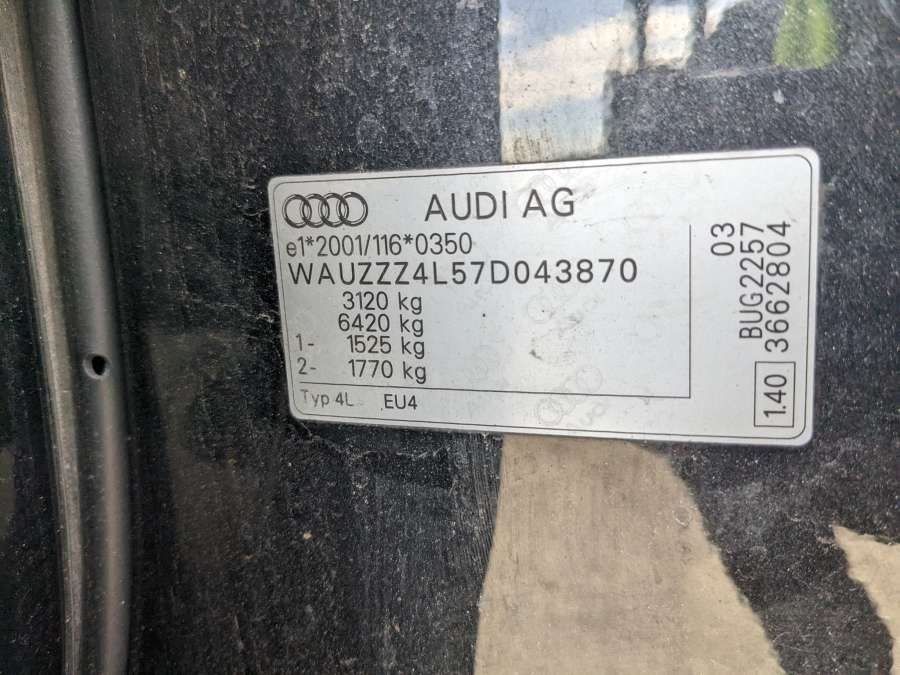 AUDI AG
e1*2001/116*0350
WAUZZZ4L57D043870
3120 kg
6420 kg
1- 1525 kg
2- 1770 kg
Typ 4L EU4
03
BUG2257
3662804
1.40